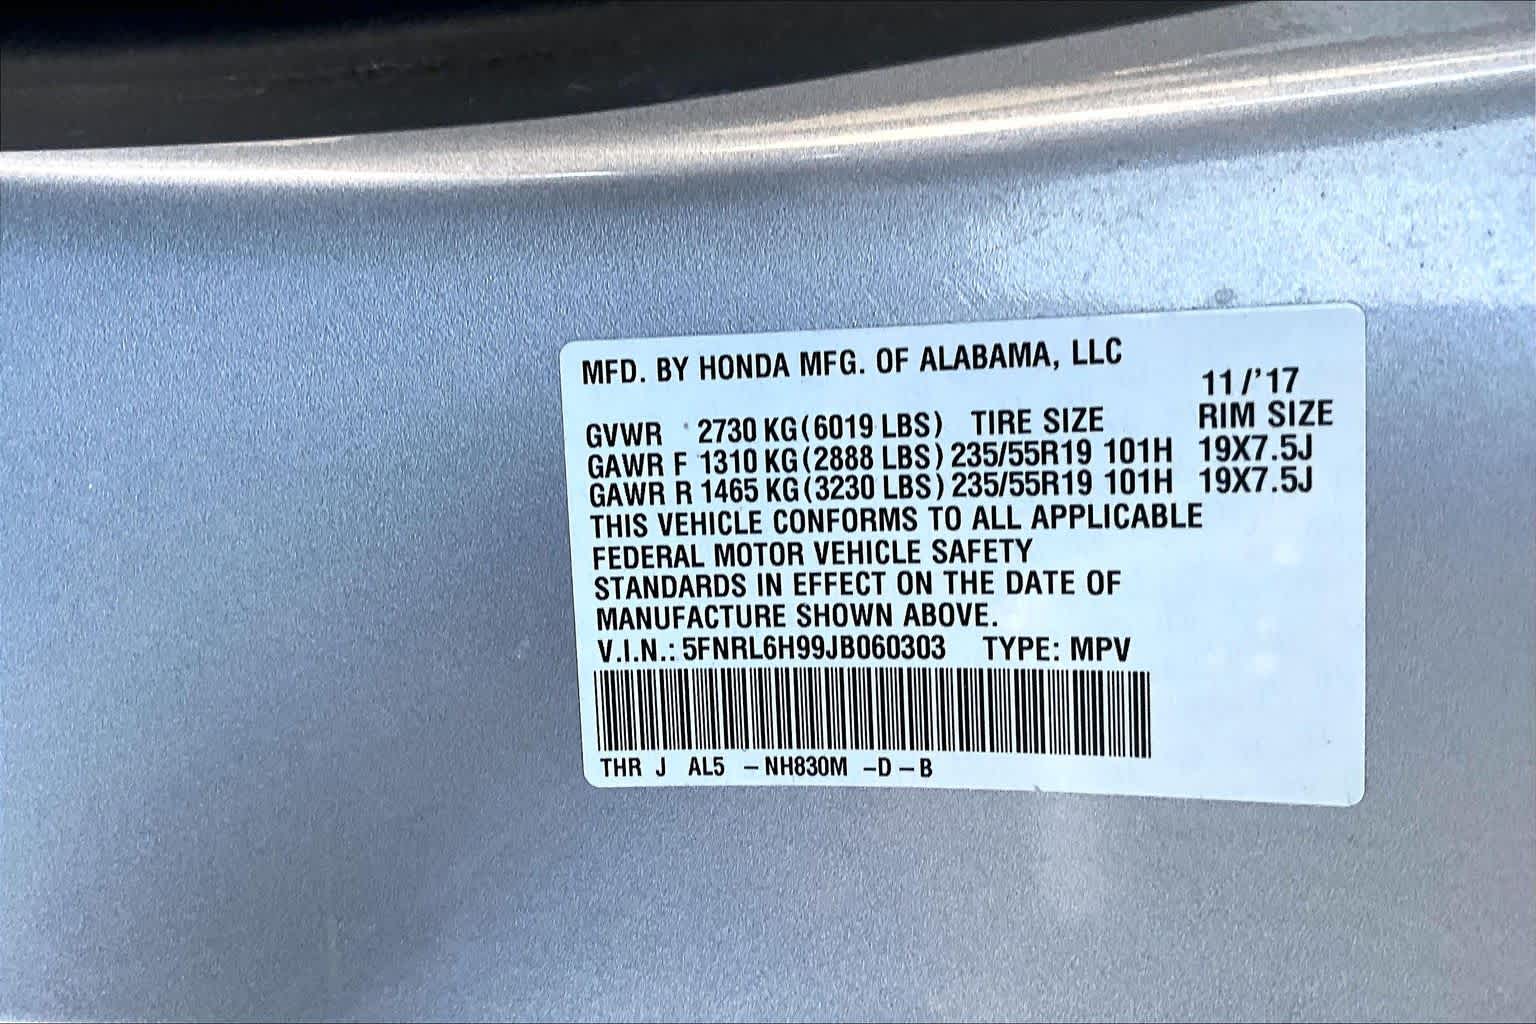 MFD. BY HONDA MFG. OF ALABAMA, LLC
11/'17
GVWR 2730 KG(6019 LBS) TIRE SIZE RIM SIZE
GAWR F 1310 KG(2888 LBS) 235/55R19 101H 19X7.5J
GAWR R 1465 KG(3230 LBS) 235/55R19 101H 19X7.5J
THIS VEHICLE CONFORMS TO ALL APPLICABLE
FEDERAL MOTOR VEHICLE SAFETY
STANDARDS IN EFFECT ON THE DATE OF
MANUFACTURE SHOWN ABOVE.
V.I.N.: 5FNRL6H99JB060303 TYPE: MPV
THR J AL5 -NH830M -D-B